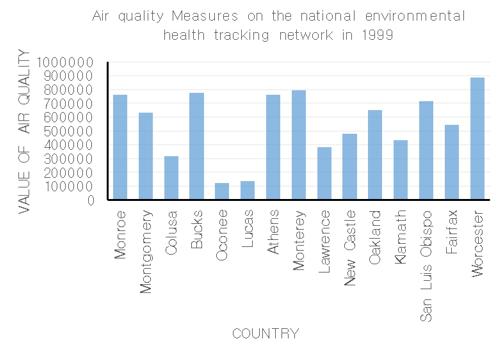 Air quality Measures on the national environmental
health tracking network in 1999
VALUE OF AIR QUALITY
1000000
900000
800000
700000
600000
500000
400000
300000
200000
100000
0
Monroe
Montgomery
Colusa
Bucks
Oconee
Lucas
Athens
Monterey
Lawrence
New Castle
Oakland
Klamath
San Luis Obispo
Fairfax
Worcester
COUNTRY